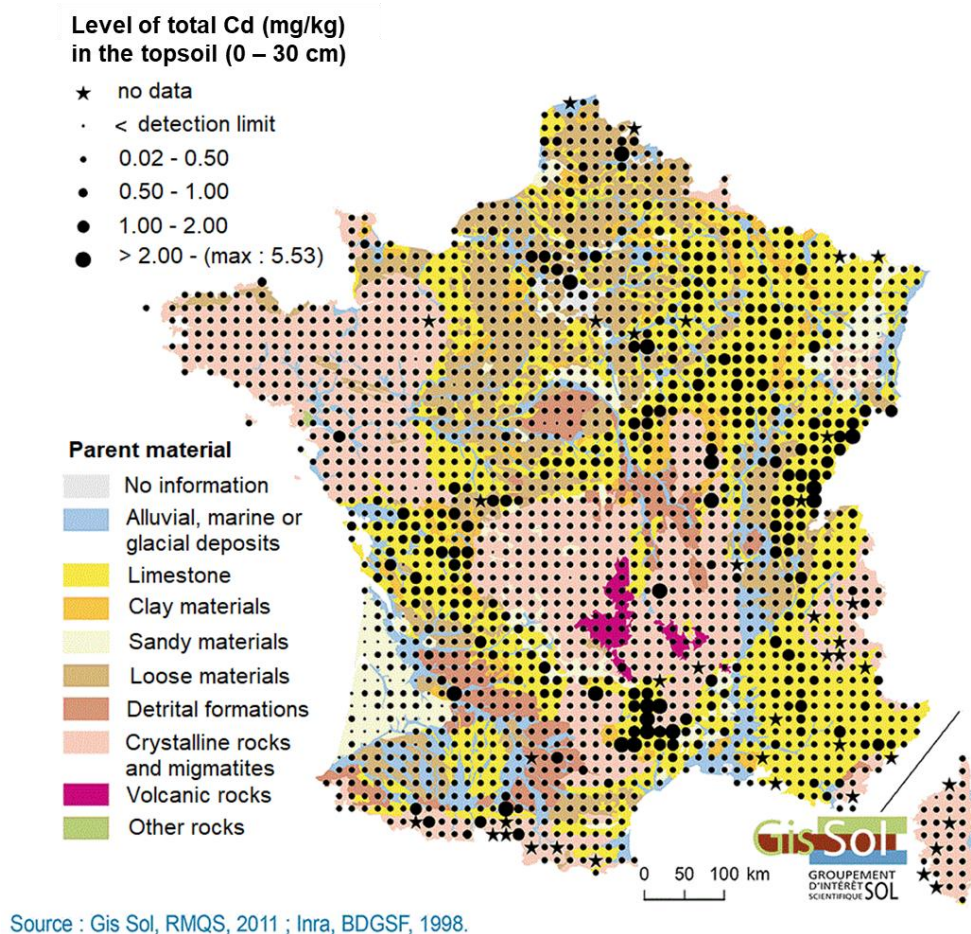 Level of total Cd (mg/kg)
in the topsoil (0 – 30 cm)
no data
< detection limit
0.02 - 0.50
0.50 - 1.00
1.00 - 2.00
> 2.00 - (max : 5.53)
Parent material
No information
Alluvial, marine or
glacial deposits
Limestone
Clay materials
Sandy materials
Loose materials
Detrital formations
Crystalline rocks
and migmatites
Volcanic rocks
Other rocks
0 50 100 km
Gis Sol
GROUPEMENT
D'INTÉRÊT
SCIENTIFIQUE SOL
Source : Gis Sol, RMQS, 2011 ; Inra, BDGSF, 1998.